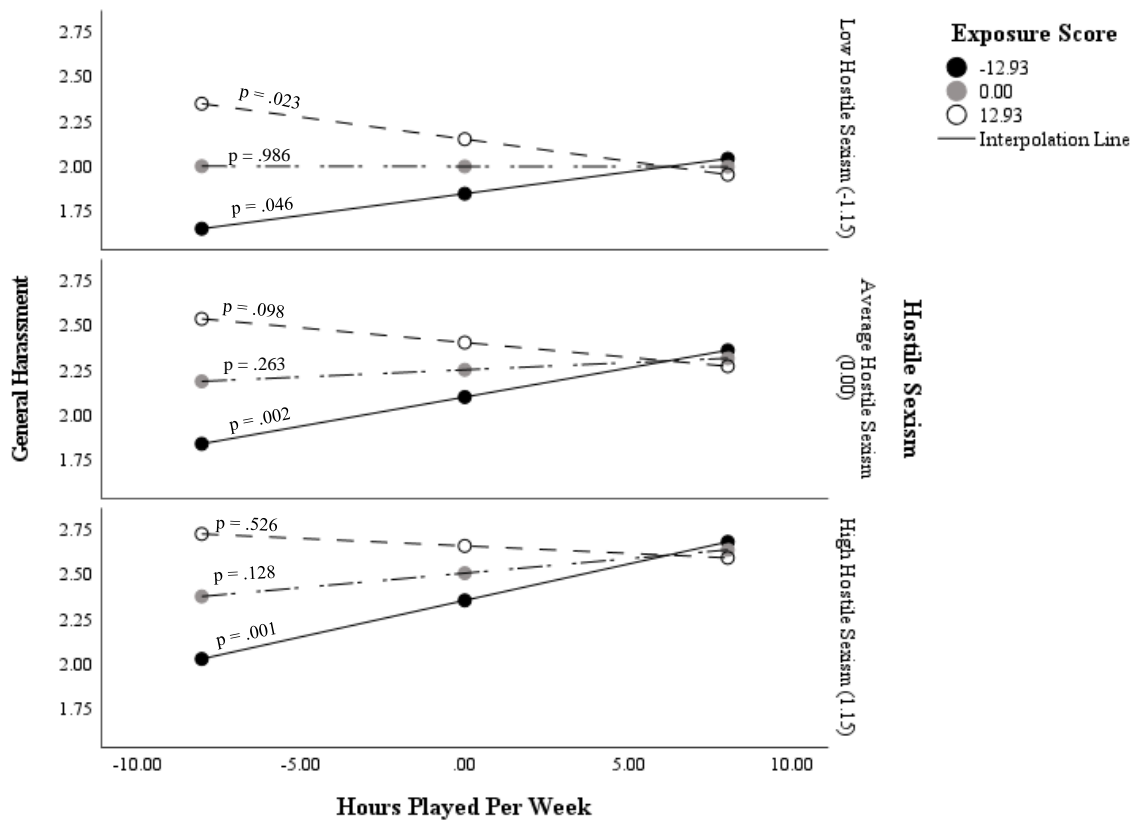 Exposure Score
-12.93
0.00
12.93
Interpolation Line
General Harassment
2.75
2.50
2.25
2.00
1.75
p = .023
p = .986
p = .046
Low Hostile Sexism (-1.15)
2.75
2.50
2.25
2.00
1.75
p = .098
p = .263
p = .002
Average Hostile Sexism
(0.00)
Hostile Sexism
2.75
2.50
2.25
2.00
1.75
p = .526
p = .128
p = .001
High Hostile Sexism (1.15)
-10.00 -5.00 .00 5.00 10.00
Hours Played Per Week